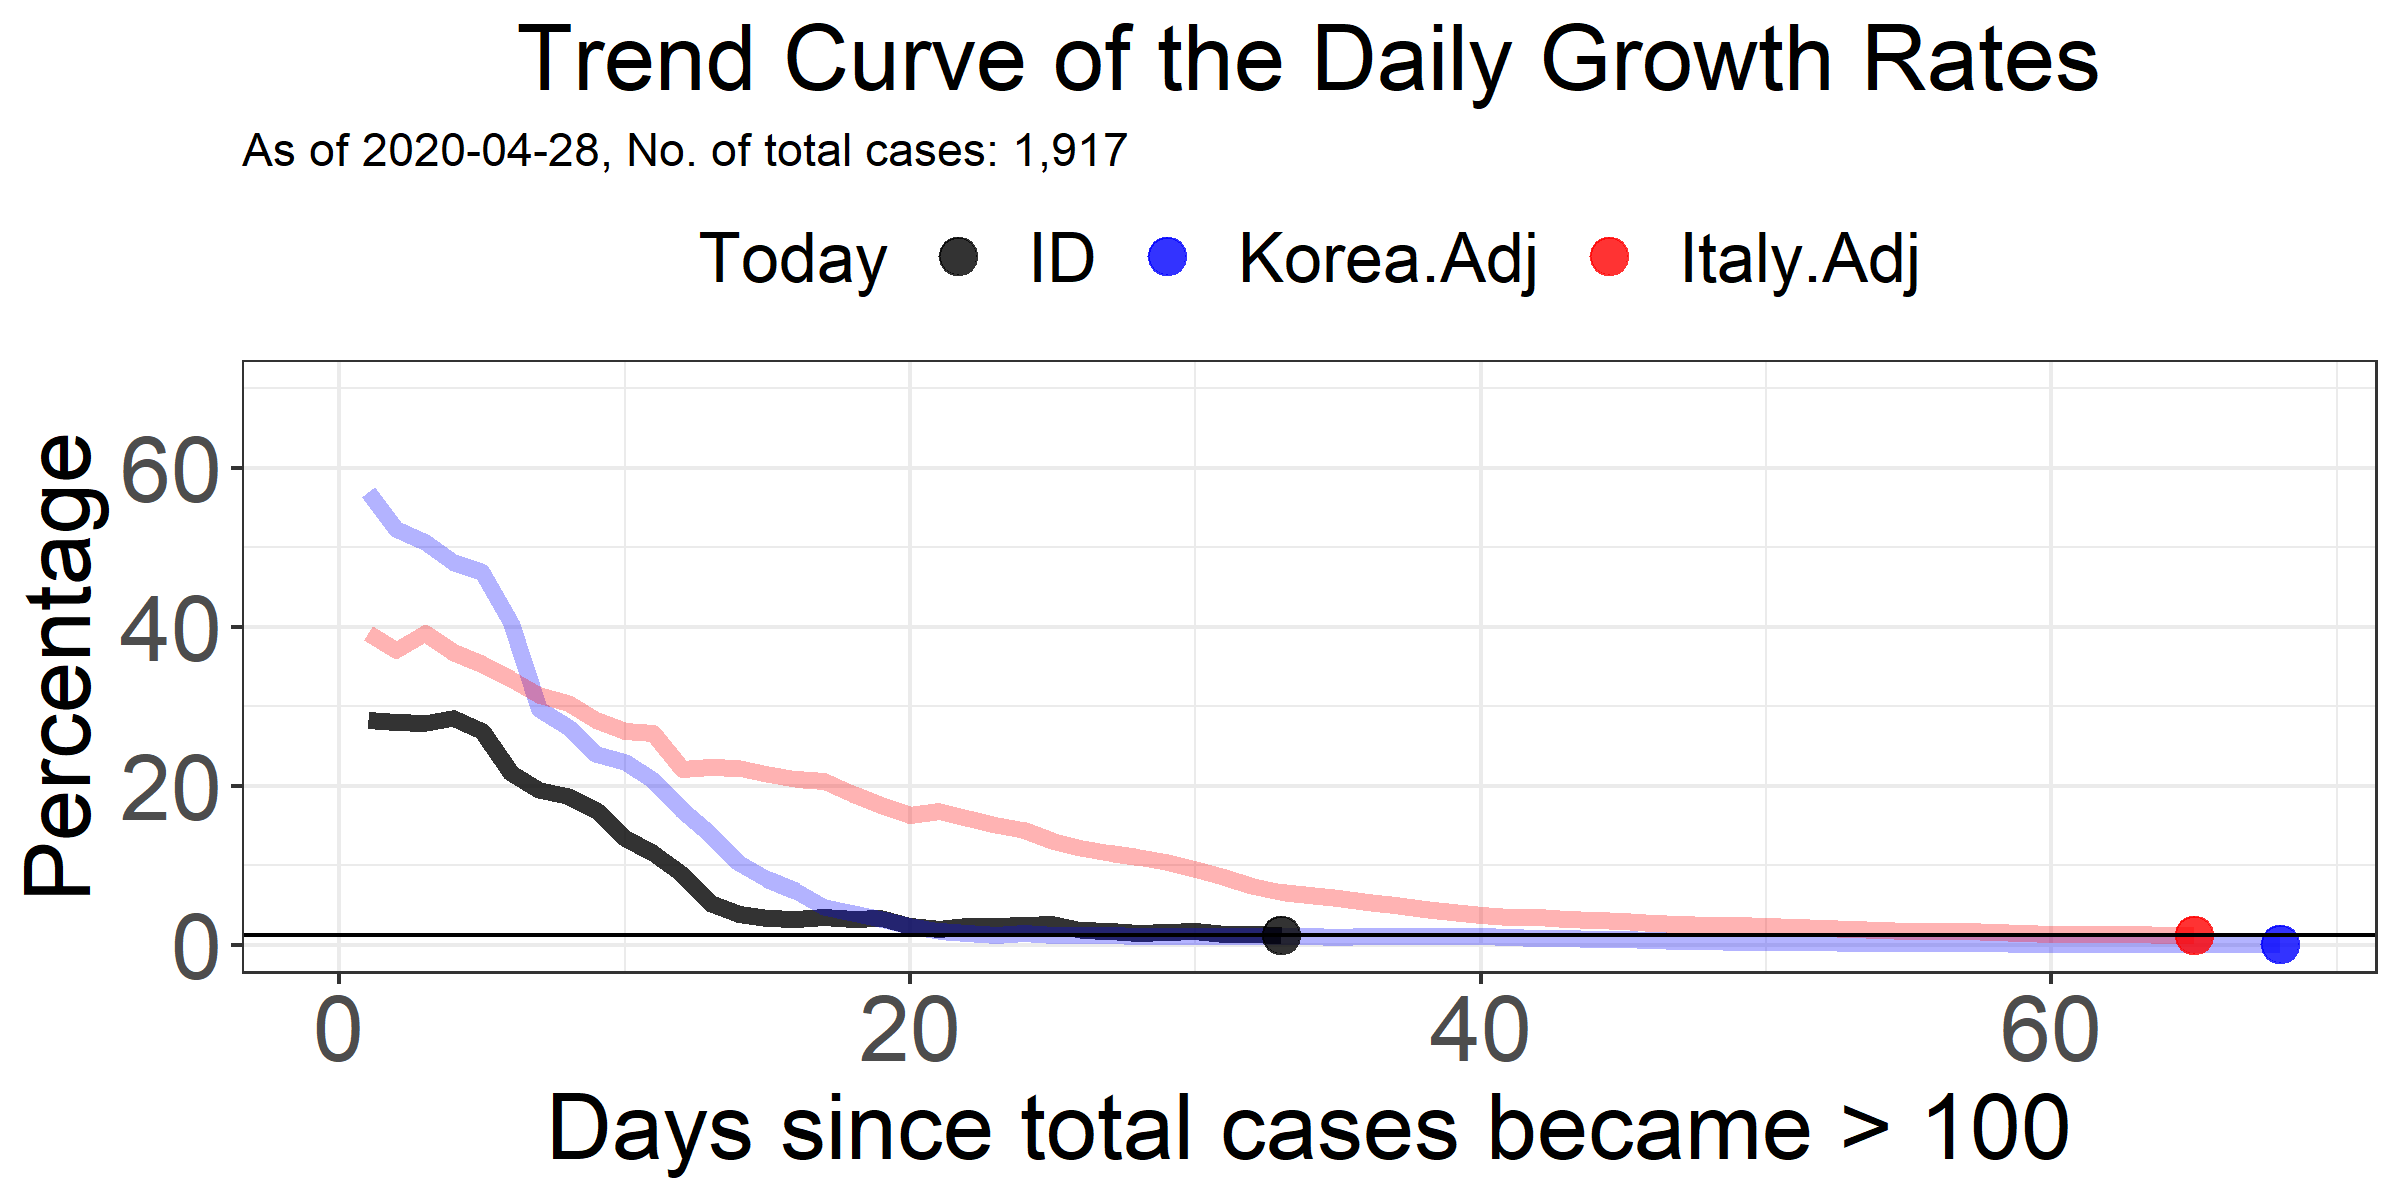 Trend Curve of the Daily Growth Rates
As of 2020-04-28, No. of total cases: 1,917
Today ID Korea.Adj Italy.Adj
Percentage
60
40
20
0
0 20 40 60
Days since total cases became > 100